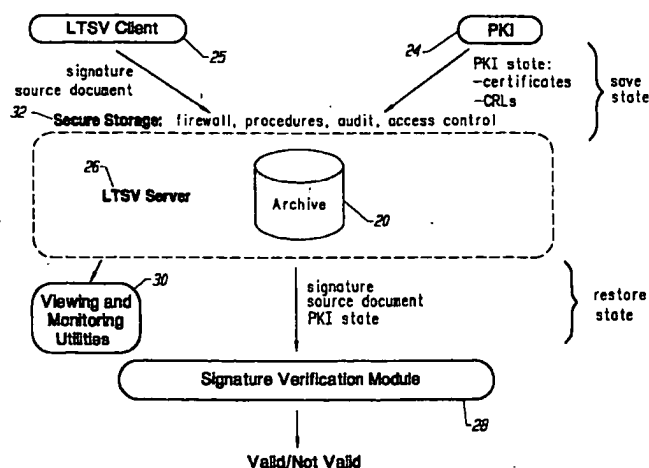 LTSV Client
25
PKI
24
signature
source document
PKI state:
-certificates
-CRLs
save
state
32
Secure Storage: firewall, procedures, audit, access control
26
LTSV Server
Archive
20
30
Viewing and
Monitoring
Utilities
signature
source document
PKI state
restore
state
Signature Verification Module
28
Valid/Not Valid